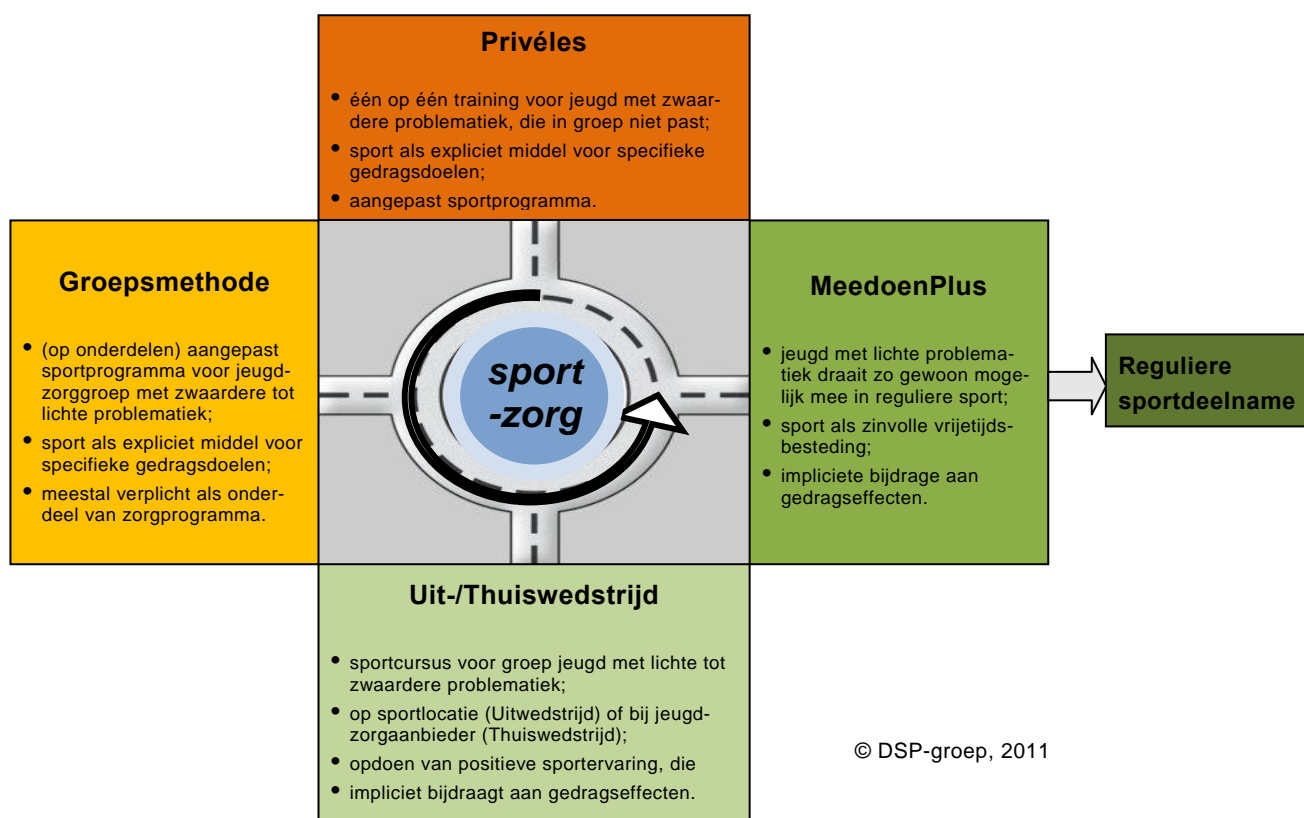 Privéles
• één op één training voor jeugd met zwaar-
dere problematiek, die in groep niet past;
• sport als expliciet middel voor specifieke
gedragsdoelen;
• aangepast sportprogramma.
Groepsmethode
• (op onderdelen) aangepast
sportprogramma voor jeugd-
zorggroep met zwaardere tot
lichte problematiek;
• sport als expliciet middel voor
specifieke gedragsdoelen;
• meestal verplicht als onder-
deel van zorgprogramma.
sport
-zorg
MeedoenPlus
• jeugd met lichte problema-
tiek draait zo gewoon moge-
lijk mee in reguliere sport;
• sport als zinvolle vrijetijds-
besteding;
• impliciete bijdrage aan
gedragseffecten.
Reguliere
sportdeelname
Uit-/Thuiswedstrijd
• sportcursus voor groep jeugd met lichte tot
zwaardere problematiek;
• op sportlocatie (Uitwedstrijd) of bij jeugd-
zorgaanbieder (Thuiswedstrijd);
• opdoen van positieve sportervaring, die
• impliciet bijdraagt aan gedragseffecten.
© DSP-groep, 2011